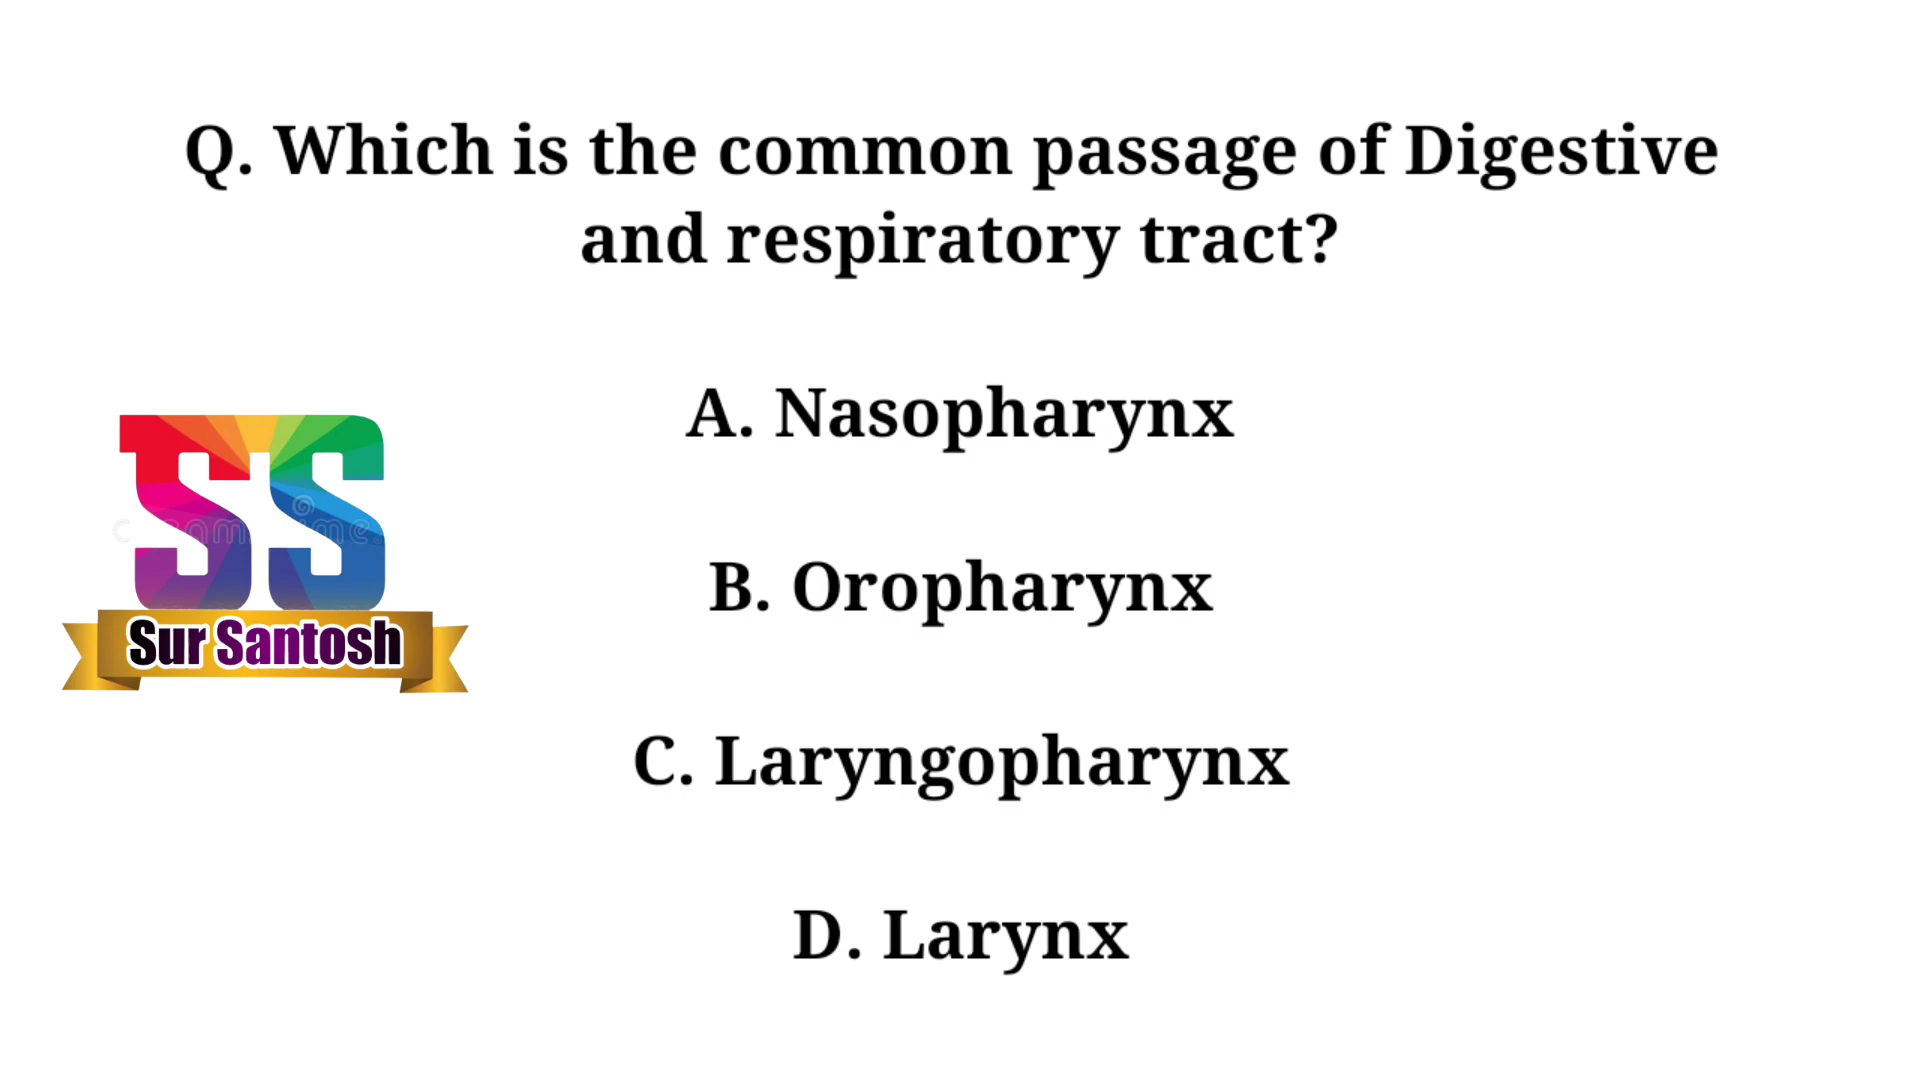 Q. Which is the common passage of Digestive
and respiratory tract?
A. Nasopharynx
B. Oropharynx
SS
Sur Santosh
C. Laryngopharynx
D. Larynx